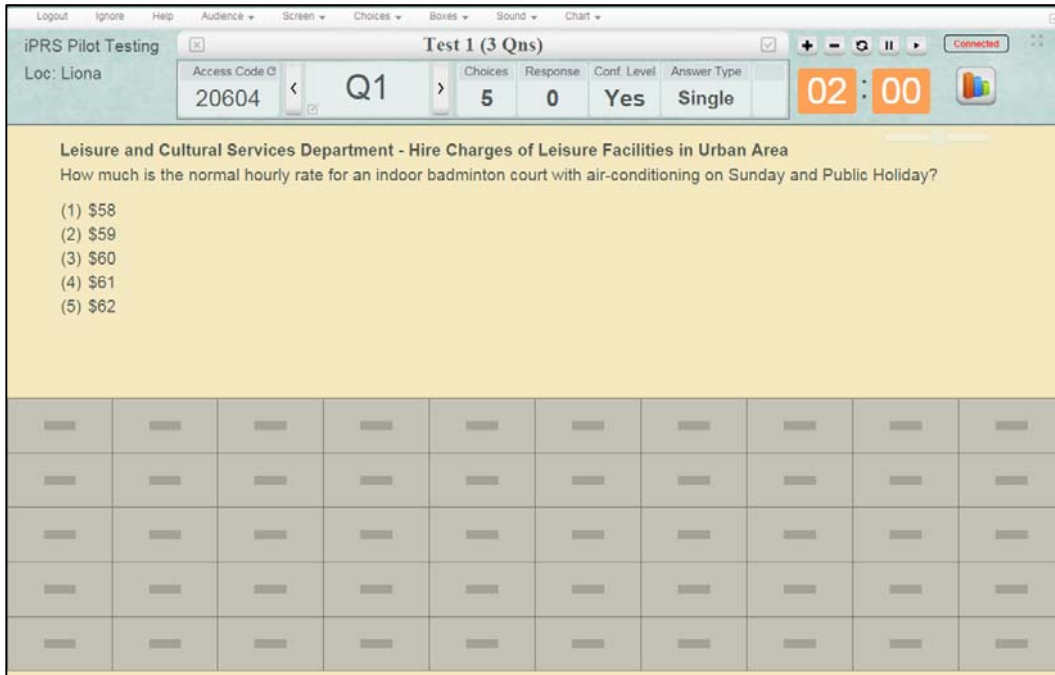 Logout Ignore Help Audience Screen Choices Boxes Sound Chart
iPRS Pilot Testing Test 1 (3 Qns) Connected
Loc: Liona Access Code Choices Response Conf. Level Answer Type
20604 Q1 5 0 Yes Single 02 : 00
Leisure and Cultural Services Department - Hire Charges of Leisure Facilities in Urban Area
How much is the normal hourly rate for an indoor badminton court with air-conditioning on Sunday and Public Holiday?
(1) $58
(2) $59
(3) $60
(4) $61
(5) $62